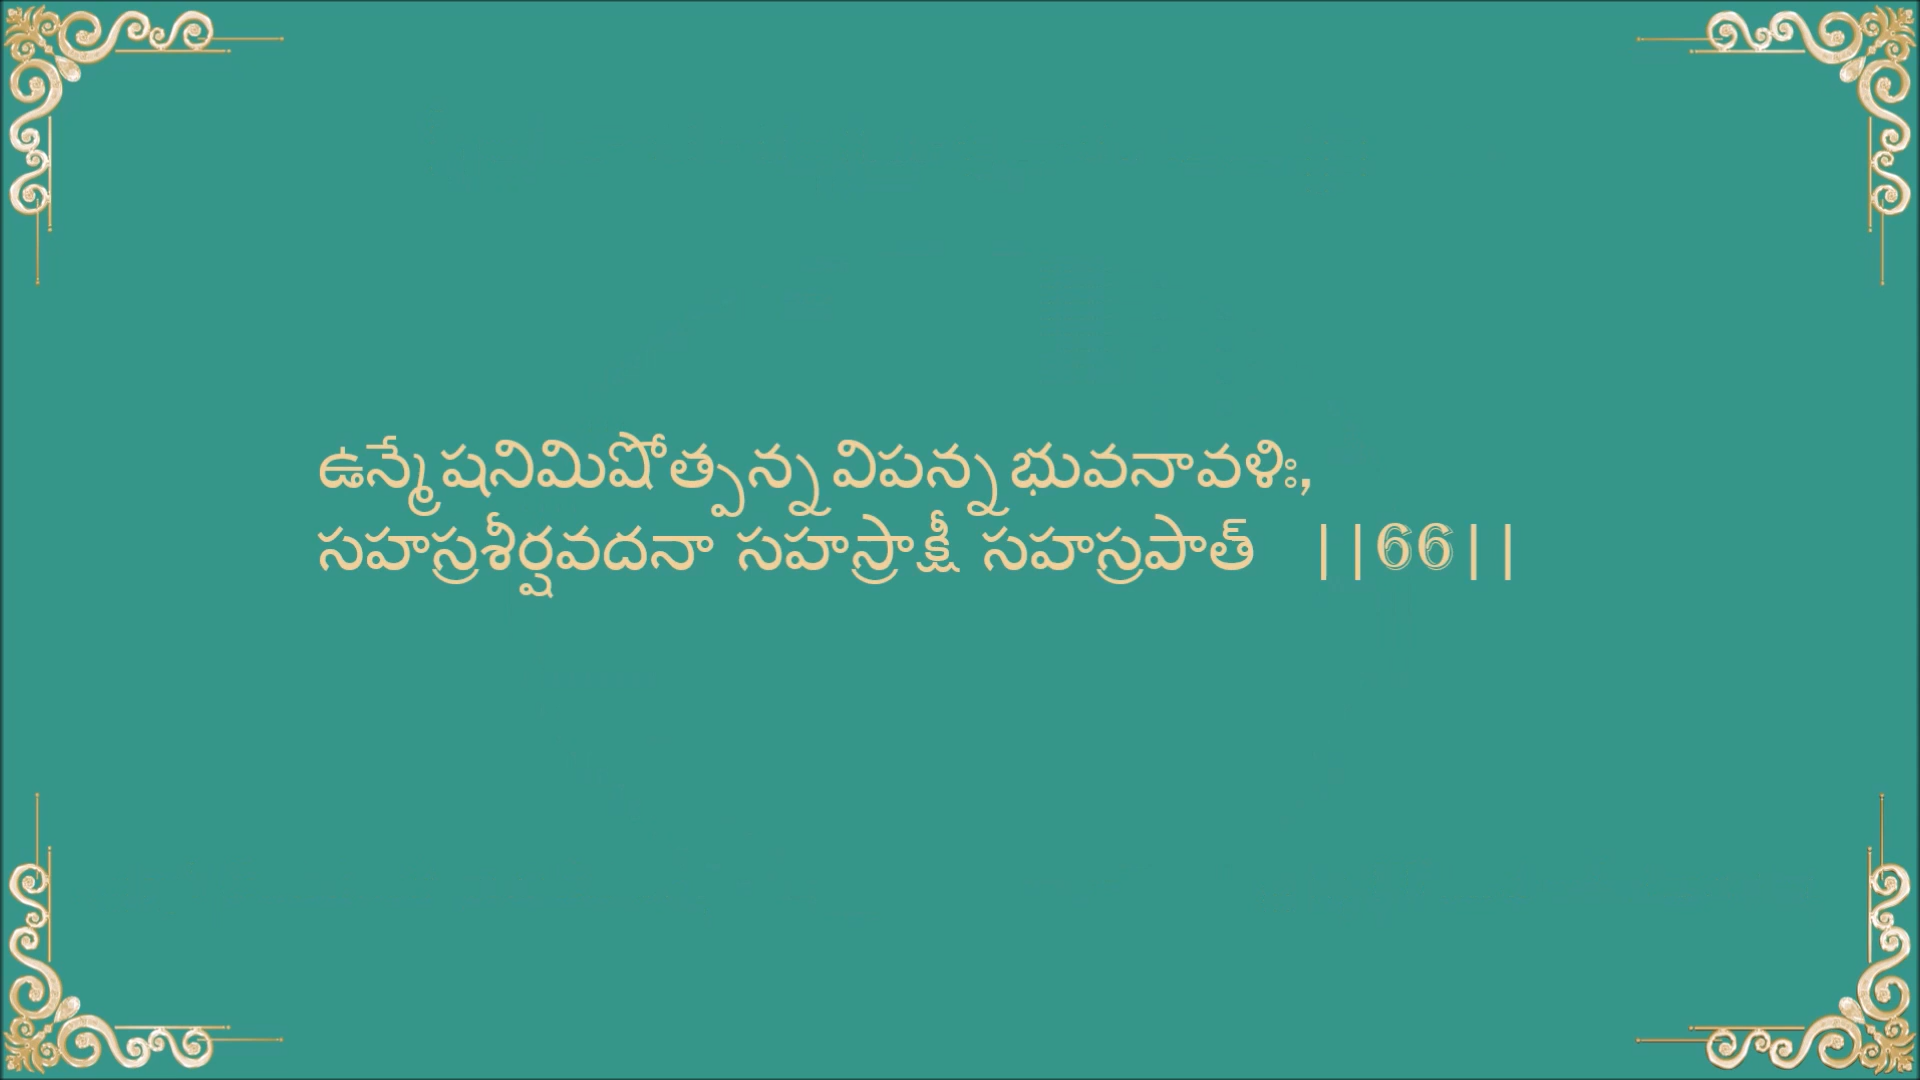 ఉన్మేషనిమిషోత్పన్న విపన్న భువనావళిః,
సహస్రశీర్షవదనా సహస్రాక్షీ సహస్రపాత్ ||66||